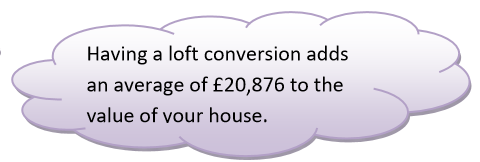 Having a loft conversion adds
an average of £20,876 to the
value of your house.